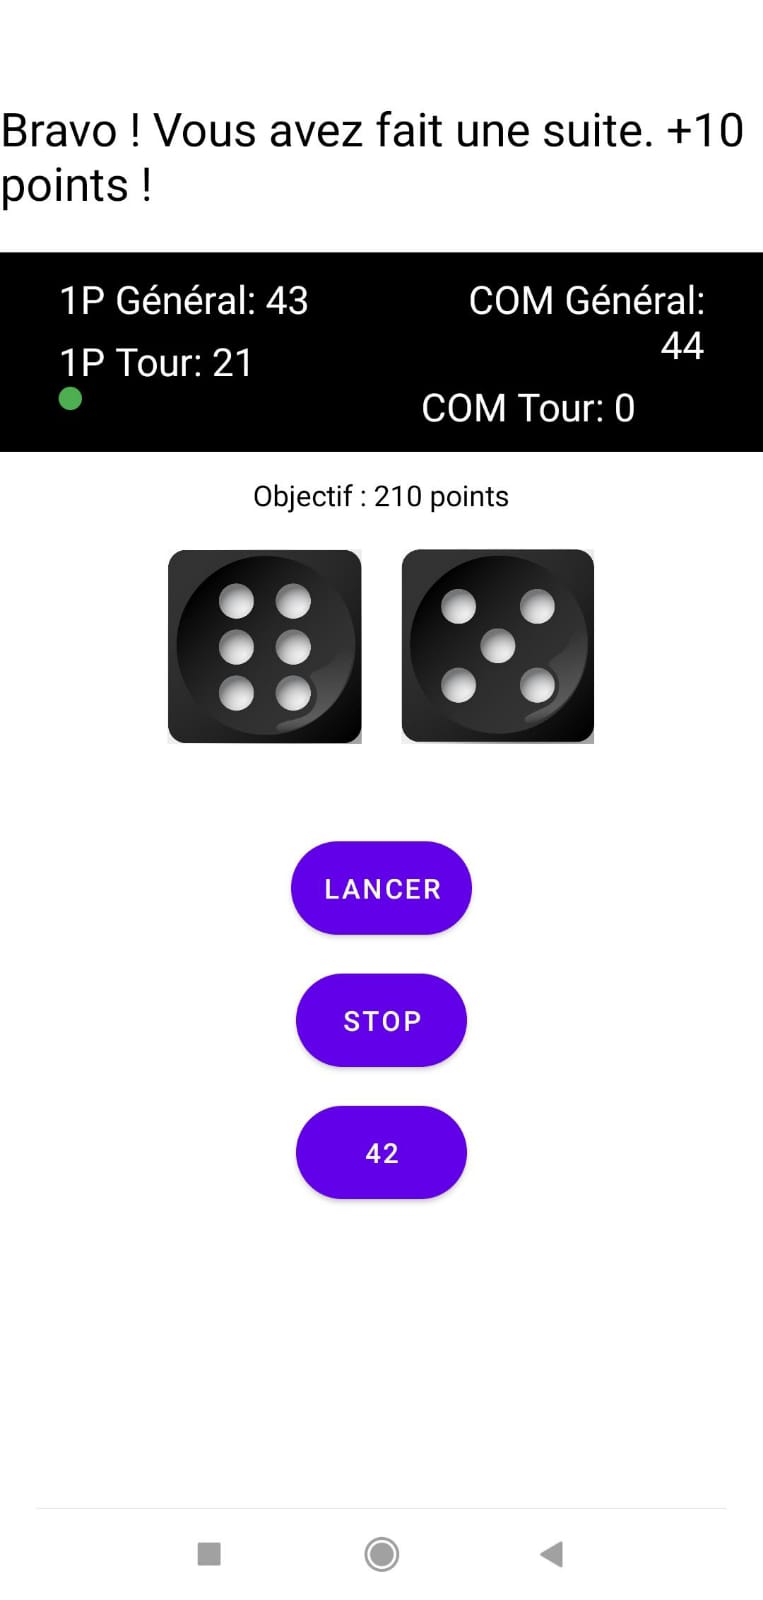 Bravo ! Vous avez fait une suite. +10
points !
1P Général: 43
1P Tour: 21
COM Général:
44
COM Tour: 0
Objectif : 210 points
LANCER
STOP
42